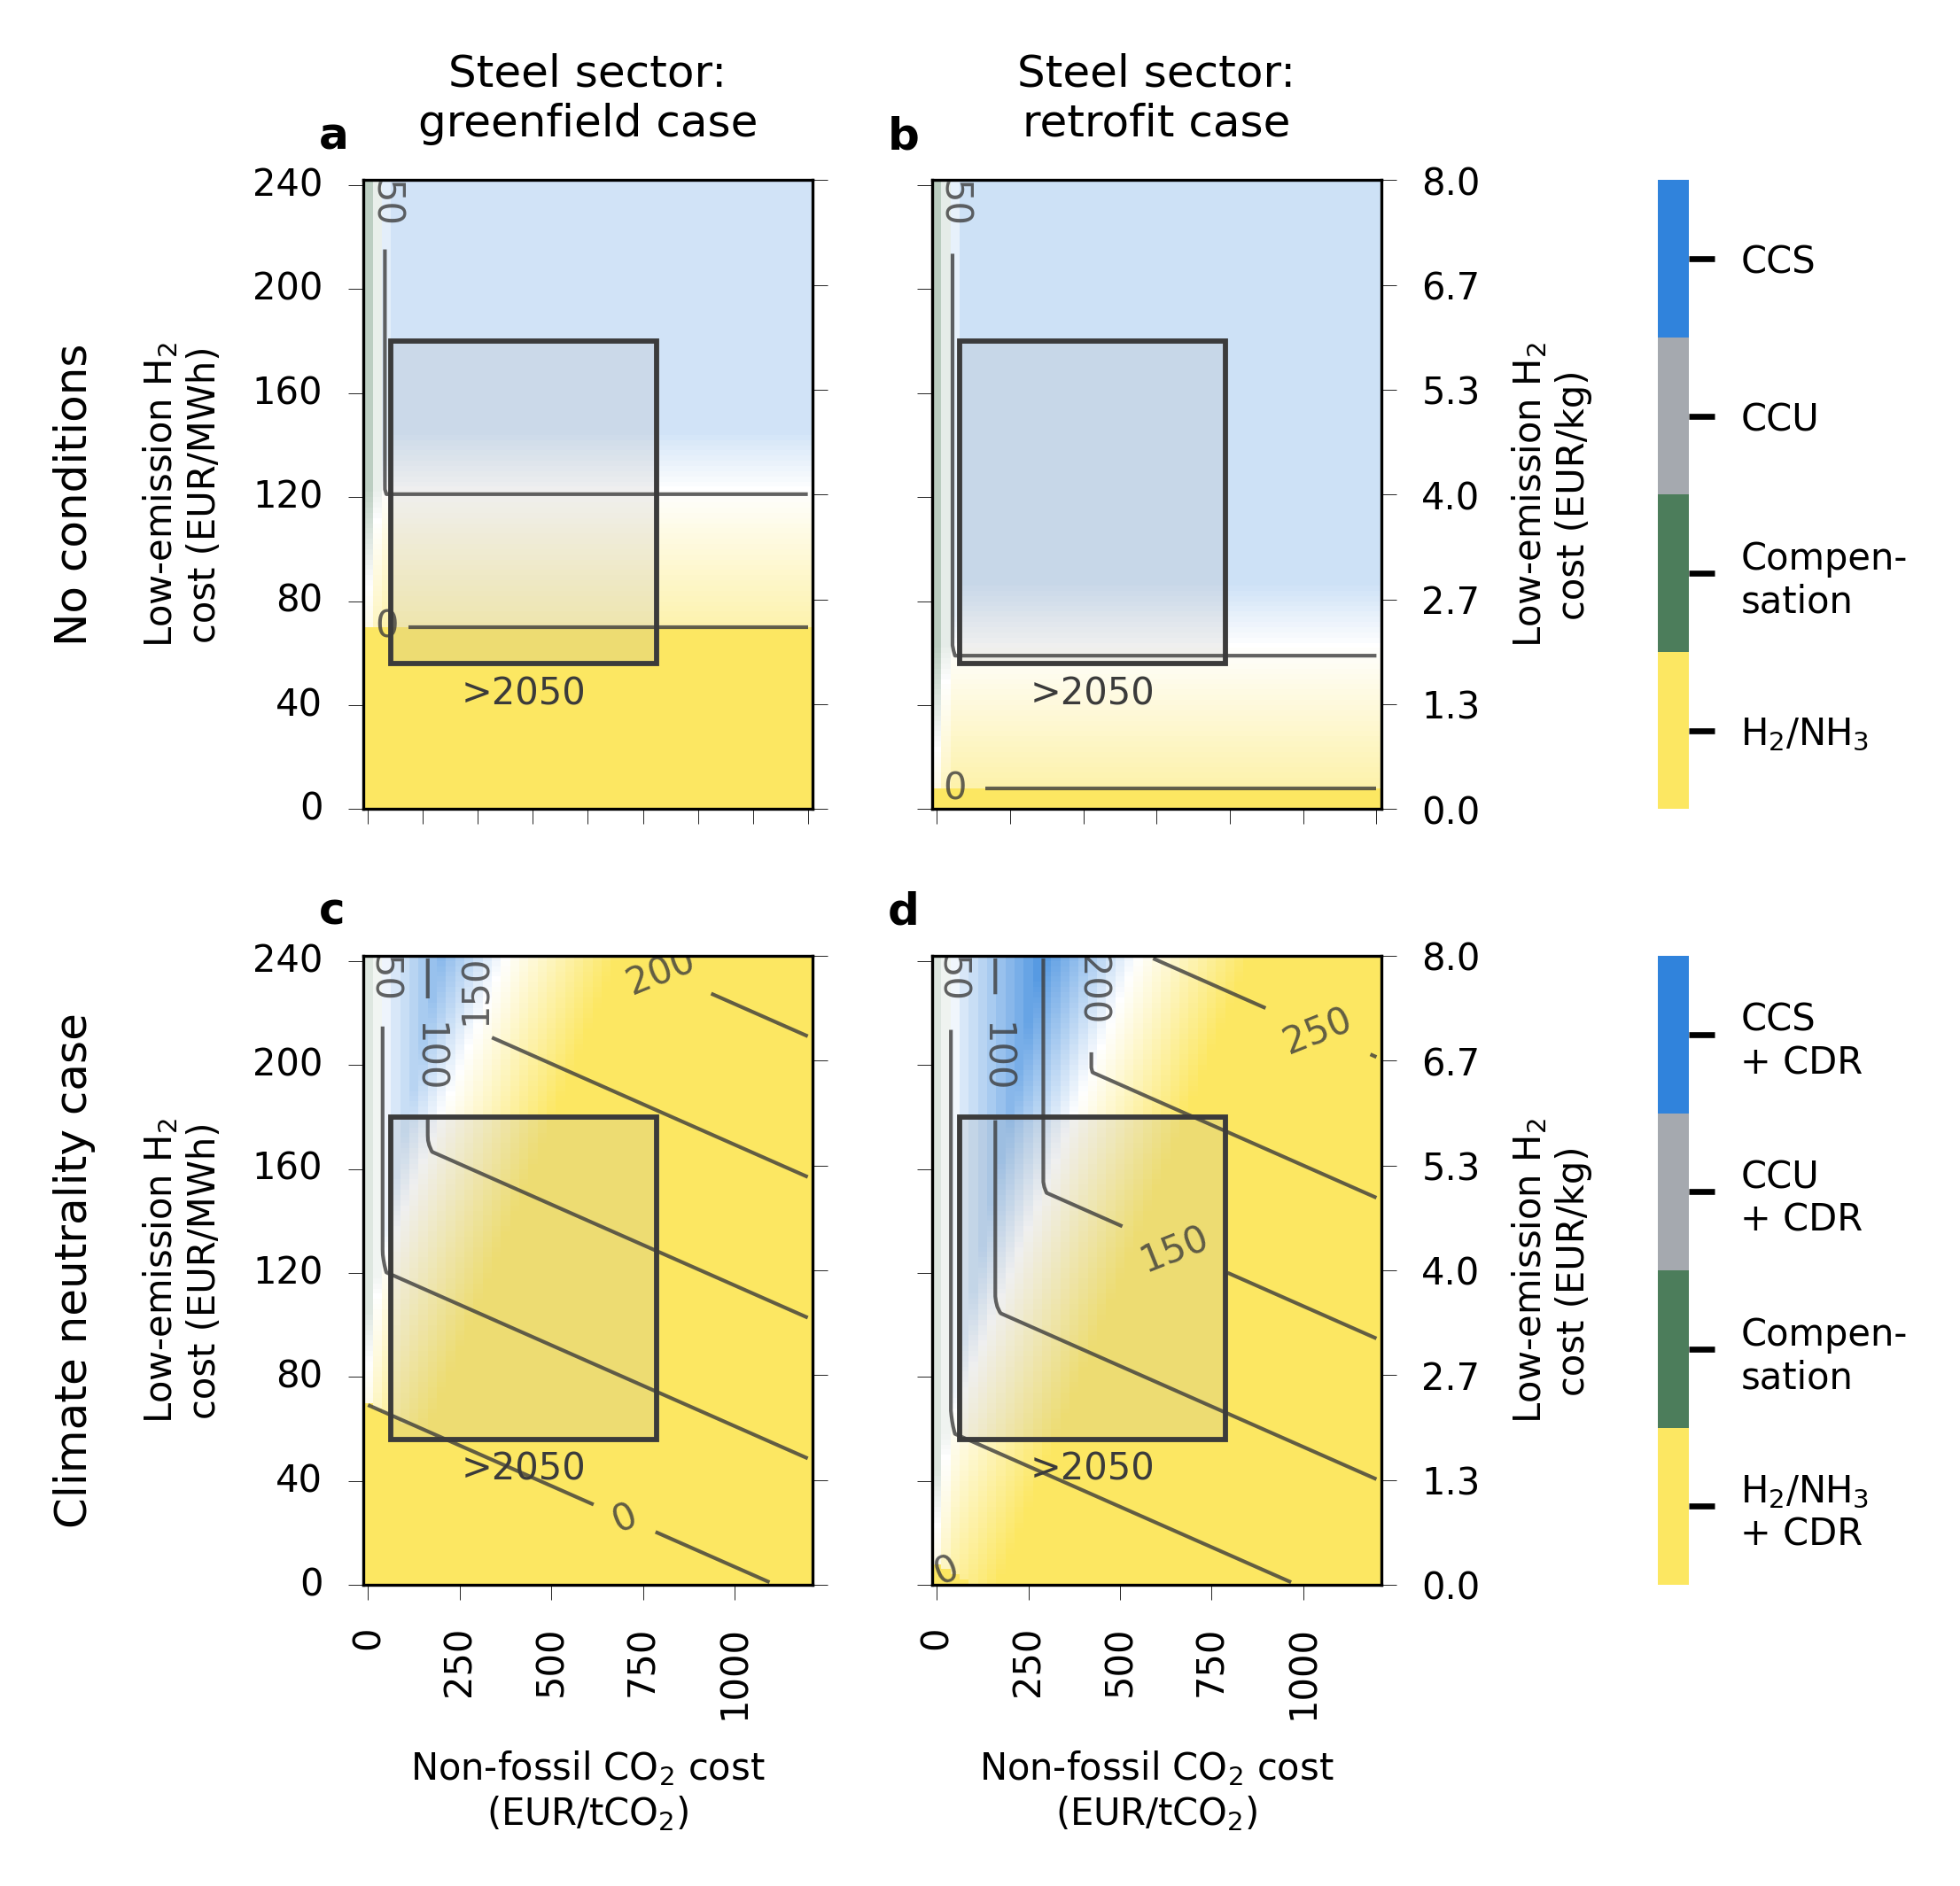 Steel sector:
greenfield case
Steel sector:
retrofit case
a
b
No conditions
Low-emission H₂
cost (EUR/MWh)
240
200
160
120
80
40
0
50
0
>2050
50
0
>2050
8.0
6.7
5.3
4.0
2.7
1.3
0.0
Low-emission H₂
cost (EUR/kg)
CCS
CCU
Compen-
sation
H₂/NH₃
c
d
Climate neutrality case
Low-emission H₂
cost (EUR/MWh)
240
200
160
120
80
40
0
50
100
150
200
0
>2050
50
100
200
250
150
0
>2050
8.0
6.7
5.3
4.0
2.7
1.3
0.0
Low-emission H₂
cost (EUR/kg)
CCS
+ CDR
CCU
+ CDR
Compen-
sation
H₂/NH₃
+ CDR
0
250
500
750
1000
0
250
500
750
1000
Non-fossil CO₂ cost
(EUR/tCO₂)
Non-fossil CO₂ cost
(EUR/tCO₂)